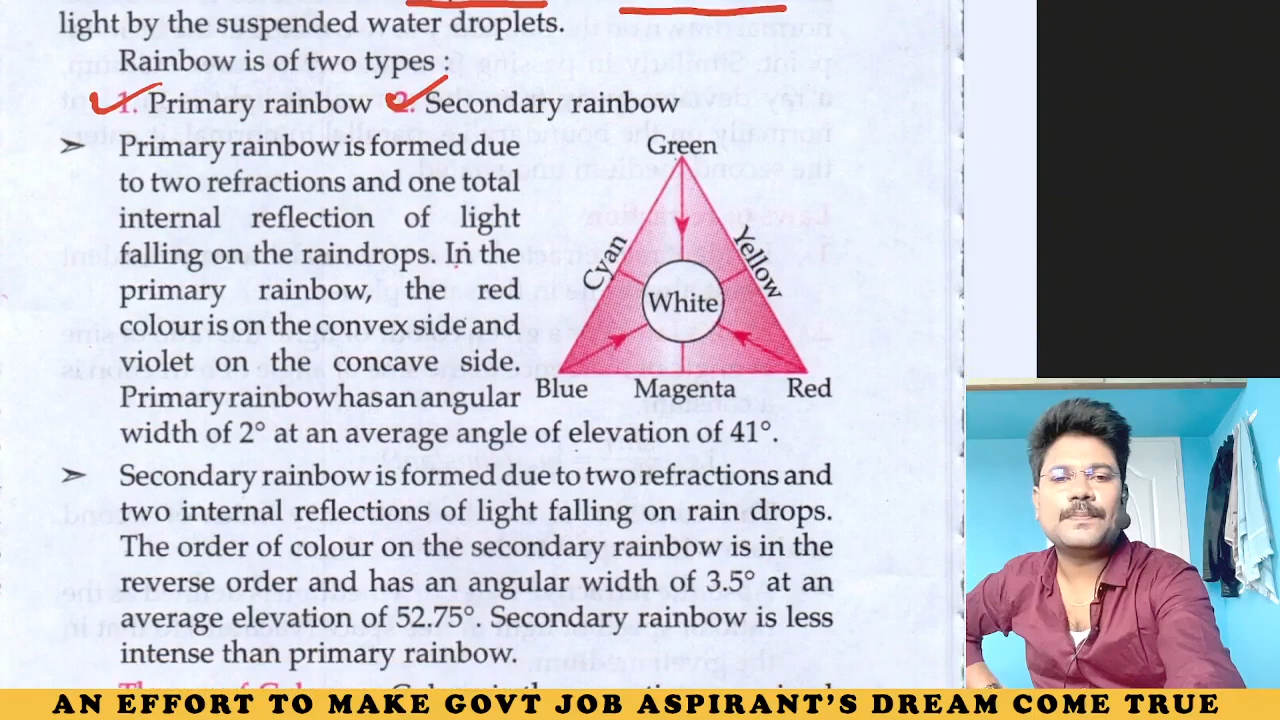 light by the suspended water droplets.
Rainbow is of two types :
1. Primary rainbow 2. Secondary rainbow
➢ Primary rainbow is formed due
to two refractions and one total
internal reflection of light
falling on the raindrops. In the
primary rainbow, the red
colour is on the convex side and
violet on the concave side.
Primary rainbow has an angular
width of 2° at an average angle of elevation of 41°.
Green
Cyan
Yellow
White
Blue Magenta Red
➢ Secondary rainbow is formed due to two refractions and
two internal reflections of light falling on rain drops.
The order of colour on the secondary rainbow is in the
reverse order and has an angular width of 3.5° at an
average elevation of 52.75°. Secondary rainbow is less
intense than primary rainbow.
AN EFFORT TO MAKE GOVT JOB ASPIRANT'S DREAM COME TRUE